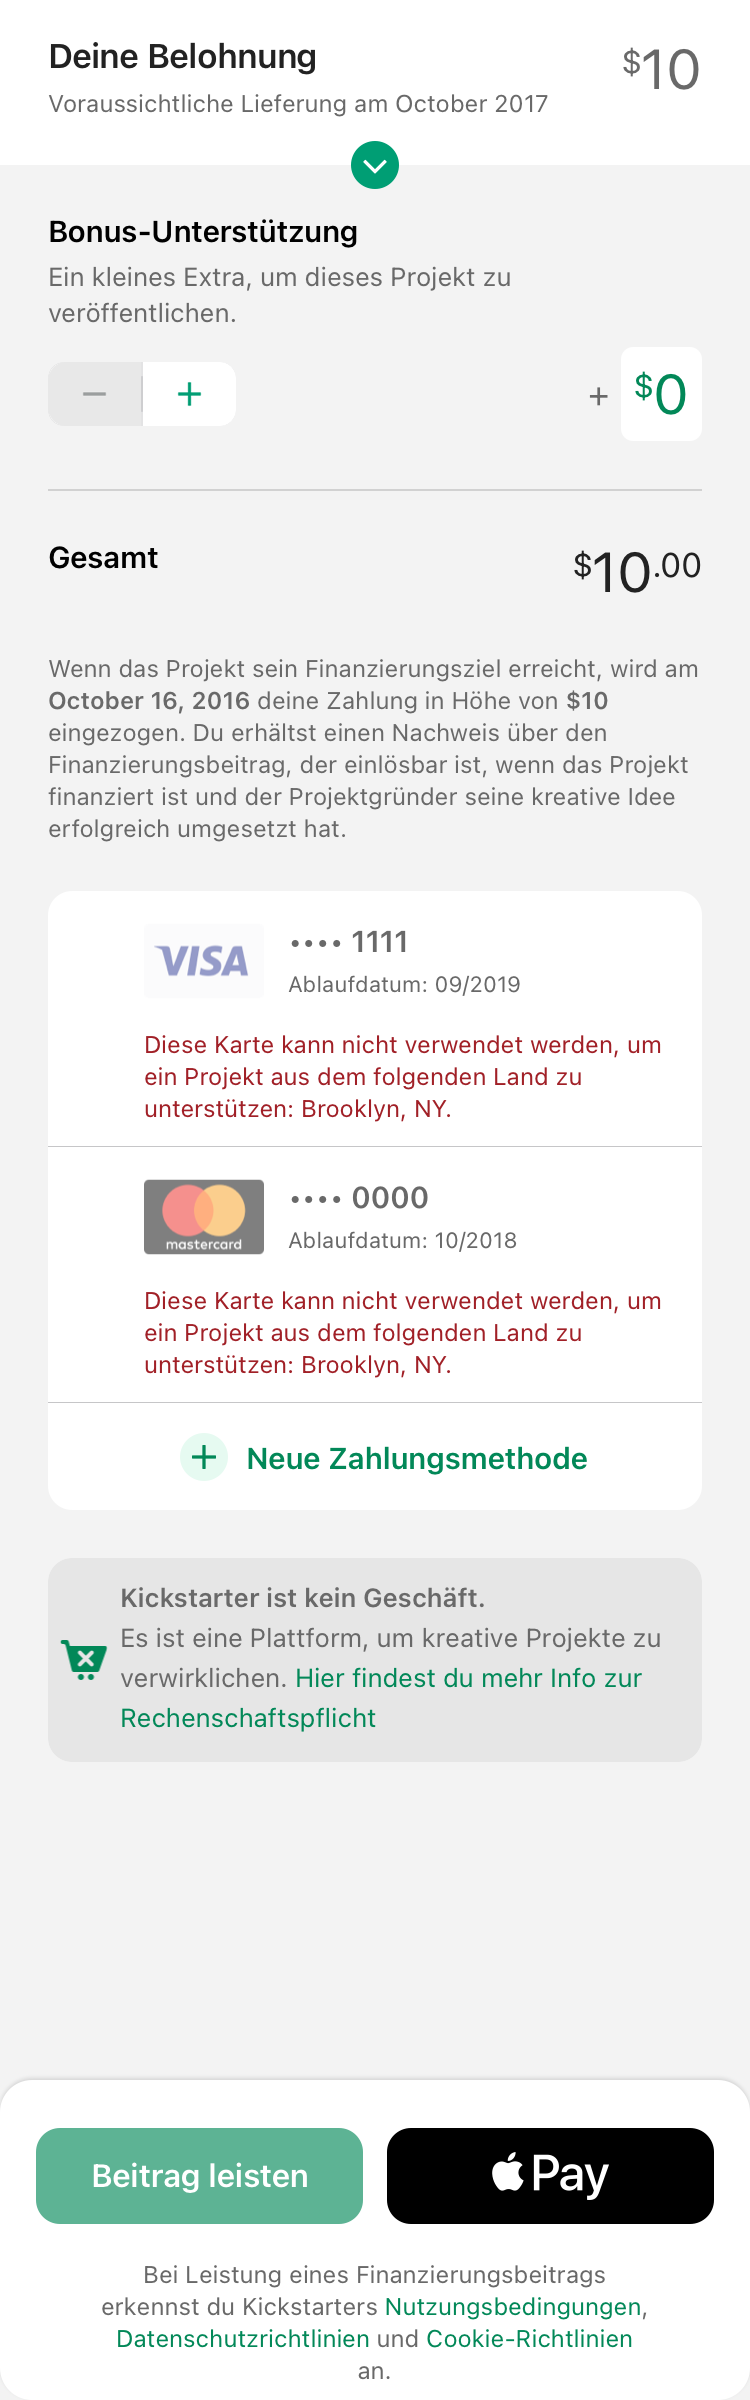 Deine Belohnung
$10
Voraussichtliche Lieferung am October 2017
Bonus-Unterstützung
Ein kleines Extra, um dieses Projekt zu
veröffentlichen.
− + + $0
Gesamt
$10.00
Wenn das Projekt sein Finanzierungsziel erreicht, wird am
October 16, 2016 deine Zahlung in Höhe von $10
eingezogen. Du erhältst einen Nachweis über den
Finanzierungsbeitrag, der einlösbar ist, wenn das Projekt
finanziert ist und der Projektgründer seine kreative Idee
erfolgreich umgesetzt hat.
VISA
•••• 1111
Ablaufdatum: 09/2019
Diese Karte kann nicht verwendet werden, um
ein Projekt aus dem folgenden Land zu
unterstützen: Brooklyn, NY.
mastercard
•••• 0000
Ablaufdatum: 10/2018
Diese Karte kann nicht verwendet werden, um
ein Projekt aus dem folgenden Land zu
unterstützen: Brooklyn, NY.
+ Neue Zahlungsmethode
Kickstarter ist kein Geschäft.
Es ist eine Plattform, um kreative Projekte zu
verwirklichen. Hier findest du mehr Info zur
Rechenschaftspflicht
Beitrag leisten
Pay
Bei Leistung eines Finanzierungsbeitrags
erkennst du Kickstarters Nutzungsbedingungen,
Datenschutzrichtlinien und Cookie-Richtlinien
an.